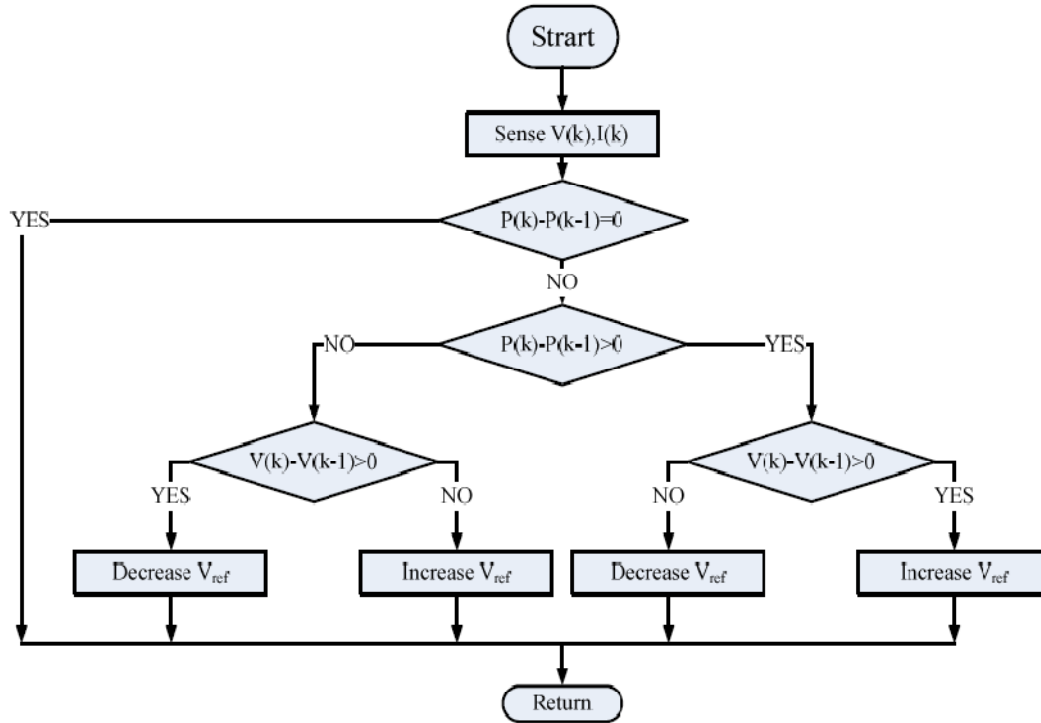 Strart
Sense V(k),I(k)
YES
P(k)-P(k-1)=0
NO
NO
P(k)-P(k-1)>0
YES
V(k)-V(k-1)>0
V(k)-V(k-1)>0
YES
NO
NO
YES
Decrease Vref
Increase Vref
Decrease Vref
Increase Vref
Return